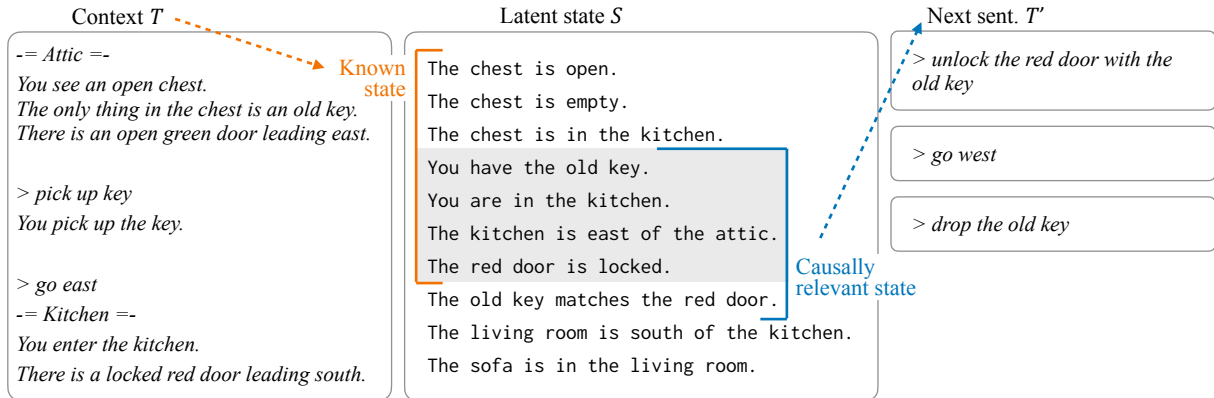 Context T
Latent state S
Next sent. T′
-= Attic =-
You see an open chest.
The only thing in the chest is an old key.
There is an open green door leading east.
> pick up key
You pick up the key.
> go east
-= Kitchen =-
You enter the kitchen.
There is a locked red door leading south.
Known
state
The chest is open.
The chest is empty.
The chest is in the kitchen.
You have the old key.
You are in the kitchen.
The kitchen is east of the attic.
The red door is locked.
The old key matches the red door.
The living room is south of the kitchen.
The sofa is in the living room.
Causally
relevant state
> unlock the red door with the
old key
> go west
> drop the old key